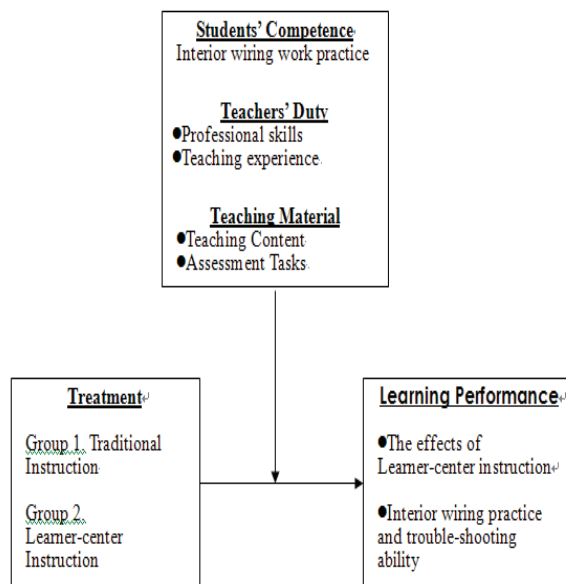 Students’ Competence
Interior wiring work practice
Teachers’ Duty
●Professional skills
●Teaching experience
Teaching Material
●Teaching Content
●Assessment Tasks
Treatment
Group 1. Traditional
Instruction
Group 2.
Learner-center
Instruction
Learning Performance
●The effects of
Learner-center instruction
●Interior wiring practice
and trouble-shooting
ability